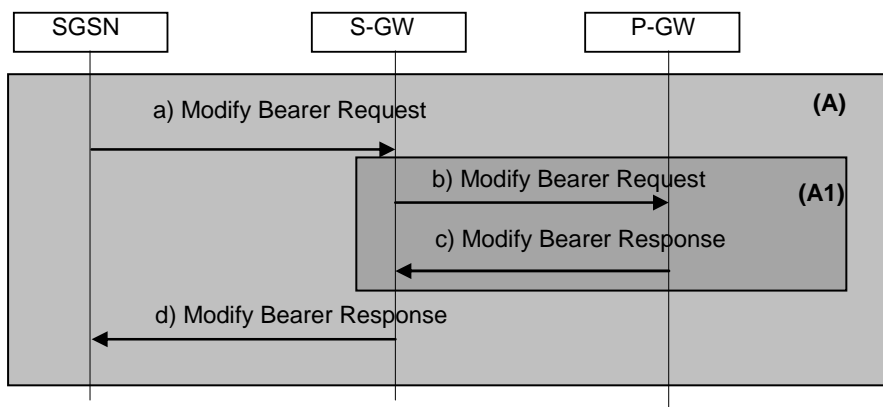 SGSN
S-GW
P-GW
(A)
a) Modify Bearer Request
b) Modify Bearer Request
(A1)
c) Modify Bearer Response
d) Modify Bearer Response